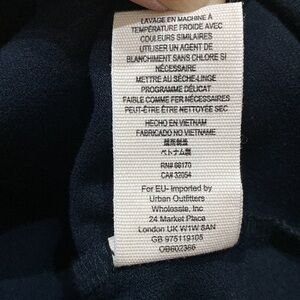 LAVAGE EN MACHINE À
TEMPÉRATURE FROIDE AVEC
COULEURS SIMILAIRES
UTILISER UN AGENT DE
BLANCHIMENT SANS CHLORE SI
NÉCESSAIRE
METTRE AU SÈCHE-LINGE
PROGRAMME DÉLICAT
FAIBLE COMME FER NÉCESSAIRES
PEUT-ÊTRE ÊTRE NETTOYÉE SEC
HECHO EN VIETNAM
FABRICADO NO VIETNAME
越南製造
ベトナム製
RN# 66170
CA# 32054
For EU- Imported by
Urban Outfitters
Wholesale, Inc
24 Market Place
London UK W1W 8AN
GB 975119105
OB602366